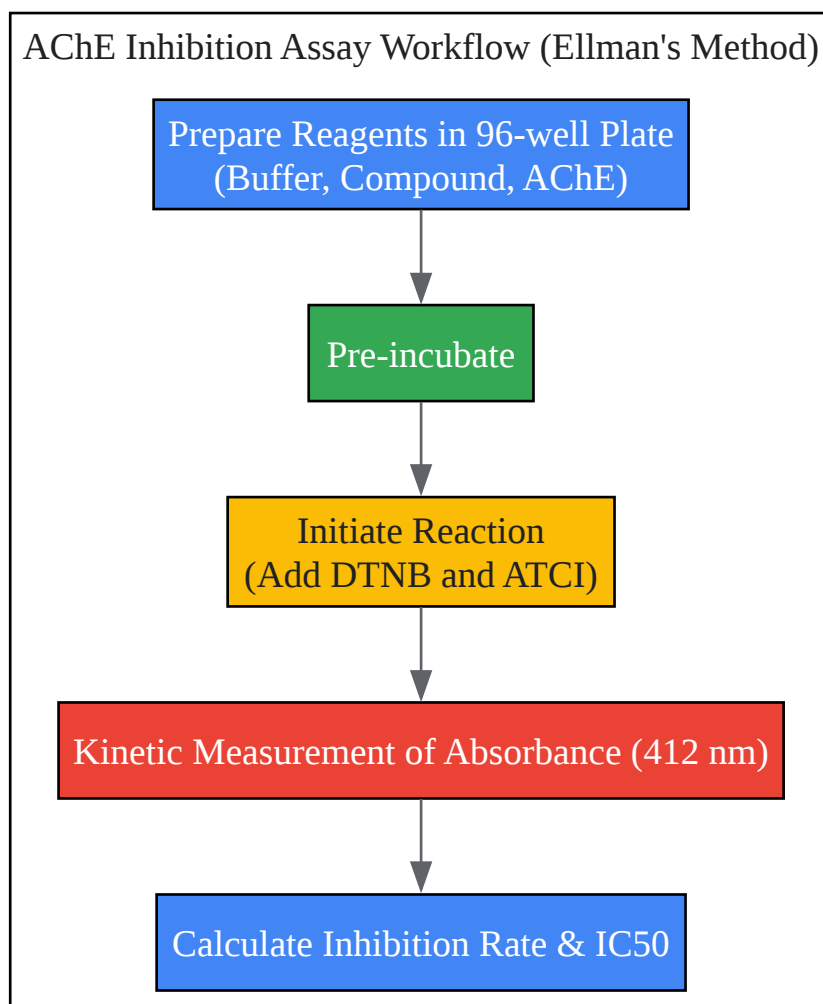 AChE Inhibition Assay Workflow (Ellman's Method)
Prepare Reagents in 96-well Plate
(Buffer, Compound, AChE)
Pre-incubate
Initiate Reaction
(Add DTNB and ATCI)
Kinetic Measurement of Absorbance (412 nm)
Calculate Inhibition Rate & IC50